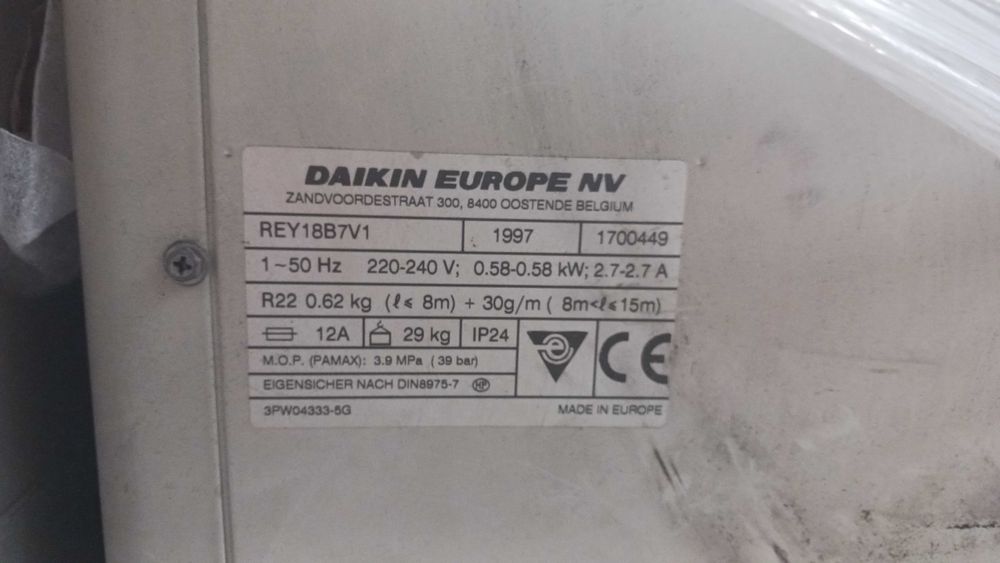 DAIKIN EUROPE NV
ZANDVOORDESTRAAT 300, 8400 OOSTENDE BELGIUM
REY18B7V1 1997 1700449
1~50 Hz 220-240 V; 0.58-0.58 kW; 2.7-2.7 A
R22 0.62 kg (ℓ≤ 8m) + 30g/m ( 8m<ℓ≤15m)
12A 29 kg IP24
M.O.P. (PAMAX): 3.9 MPa (39 bar)
EIGENSICHER NACH DIN8975-7 HP
e CE
3PW04333-5G MADE IN EUROPE